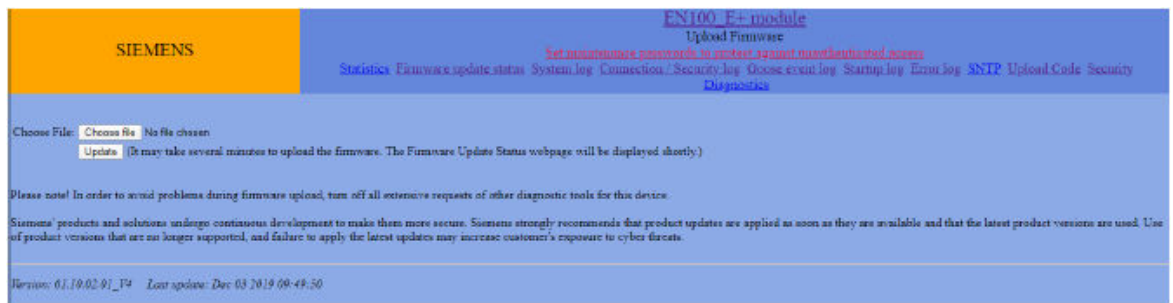 SIEMENS
EN100_E+ module
Upload Firmware
Set maintenance passwords to protect against unauthenticated access
Statistics Firmware update status System log Connection / Security log Goose event log Startup log Error log SNTP Upload Code Security
Diagnostics
Choose File: Choose file No file chosen
Update (It may take several minutes to upload the firmware. The Firmware Update Status webpage will be displayed shortly.)
Please note! In order to avoid problems during firmware upload, turn off all extensive requests of other diagnostic tools for this device.
Siemens' products and solutions undergo continuous development to make them more secure. Siemens strongly recommends that product updates are applied as soon as they are available and that the latest product versions are used. Use
of product versions that are no longer supported, and failure to apply the latest updates may increase customer's exposure to cyber threats.
Version: 01.10.02.01_V4 Last update: Dec 03 2019 09:49:50